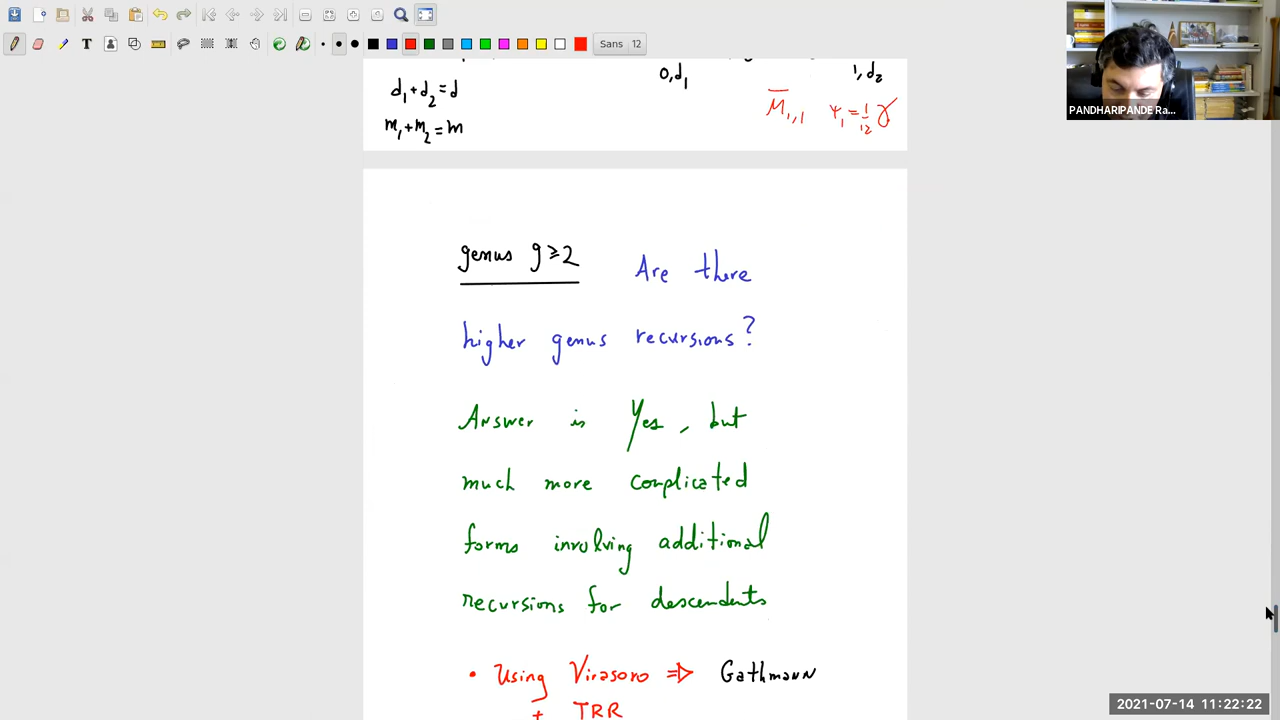 Sans 12
PANDHARIPANDE Ra...
d₁+d₂=d
m₁+m₂=m
0,d₁
1,d₂
M̅₁,₁ Ψ₁=1/12 γ
genus g≥2 Are there
higher genus recursions?
Answer is Yes, but
much more complicated
forms involving additional
recursions for descendents
• Using Virasoro ⇒ Gathmann
+ TRR
2021-07-14 11:22:22